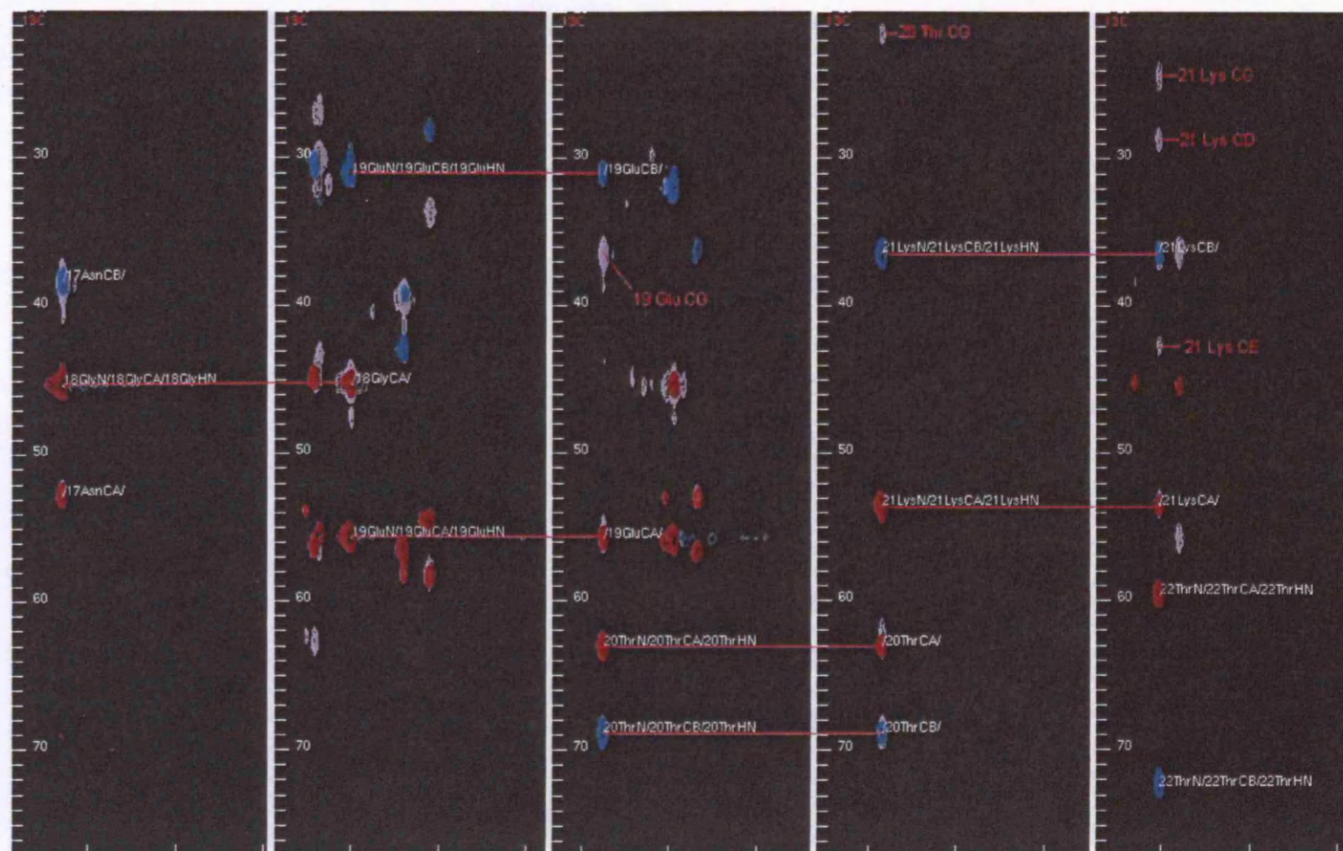 13C
30
40
50
60
70
/17AsnCB/
18GlyN/18GlyCA/18GlyHN
/17AsnCA/
13C
30
40
50
60
70
19GluN/19GluCB/19GluHN
/18GlyCA/
19GluN/19GluCA/19GluHN
13C
30
40
50
60
70
/19GluCB/
19 Glu CG
/19GluCA/
20ThrN/20ThrCA/20ThrHN
20ThrN/20ThrCB/20ThrHN
13C
30
40
50
60
70
20 Thr CG
21LysN/21LysCB/21LysHN
21LysN/21LysCA/21LysHN
/20ThrCA/
/20ThrCB/
13C
30
40
50
60
70
21 Lys CG
21 Lys CD
/21LysCB/
21 Lys CE
/21LysCA/
22ThrN/22ThrCA/22ThrHN
22ThrN/22ThrCB/22ThrHN